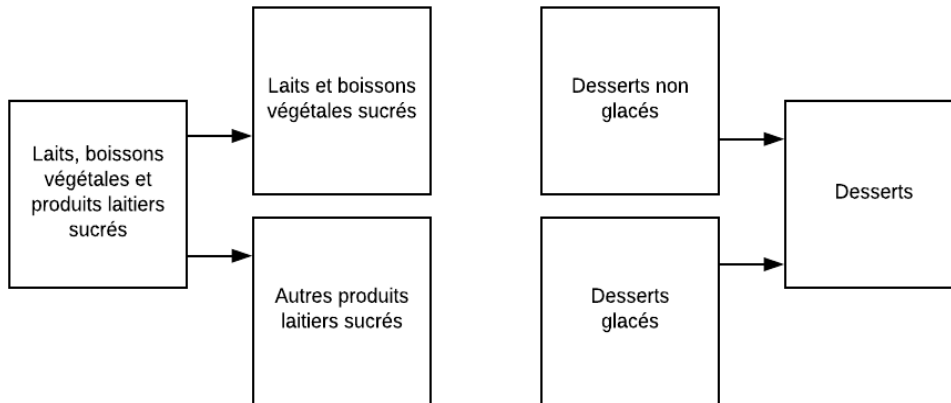 Laits et boissons
végétales sucrés
Desserts non
glacés
Laits, boissons
végétales et
produits laitiers
sucrés
Desserts
Autres produits
laitiers sucrés
Desserts
glacés